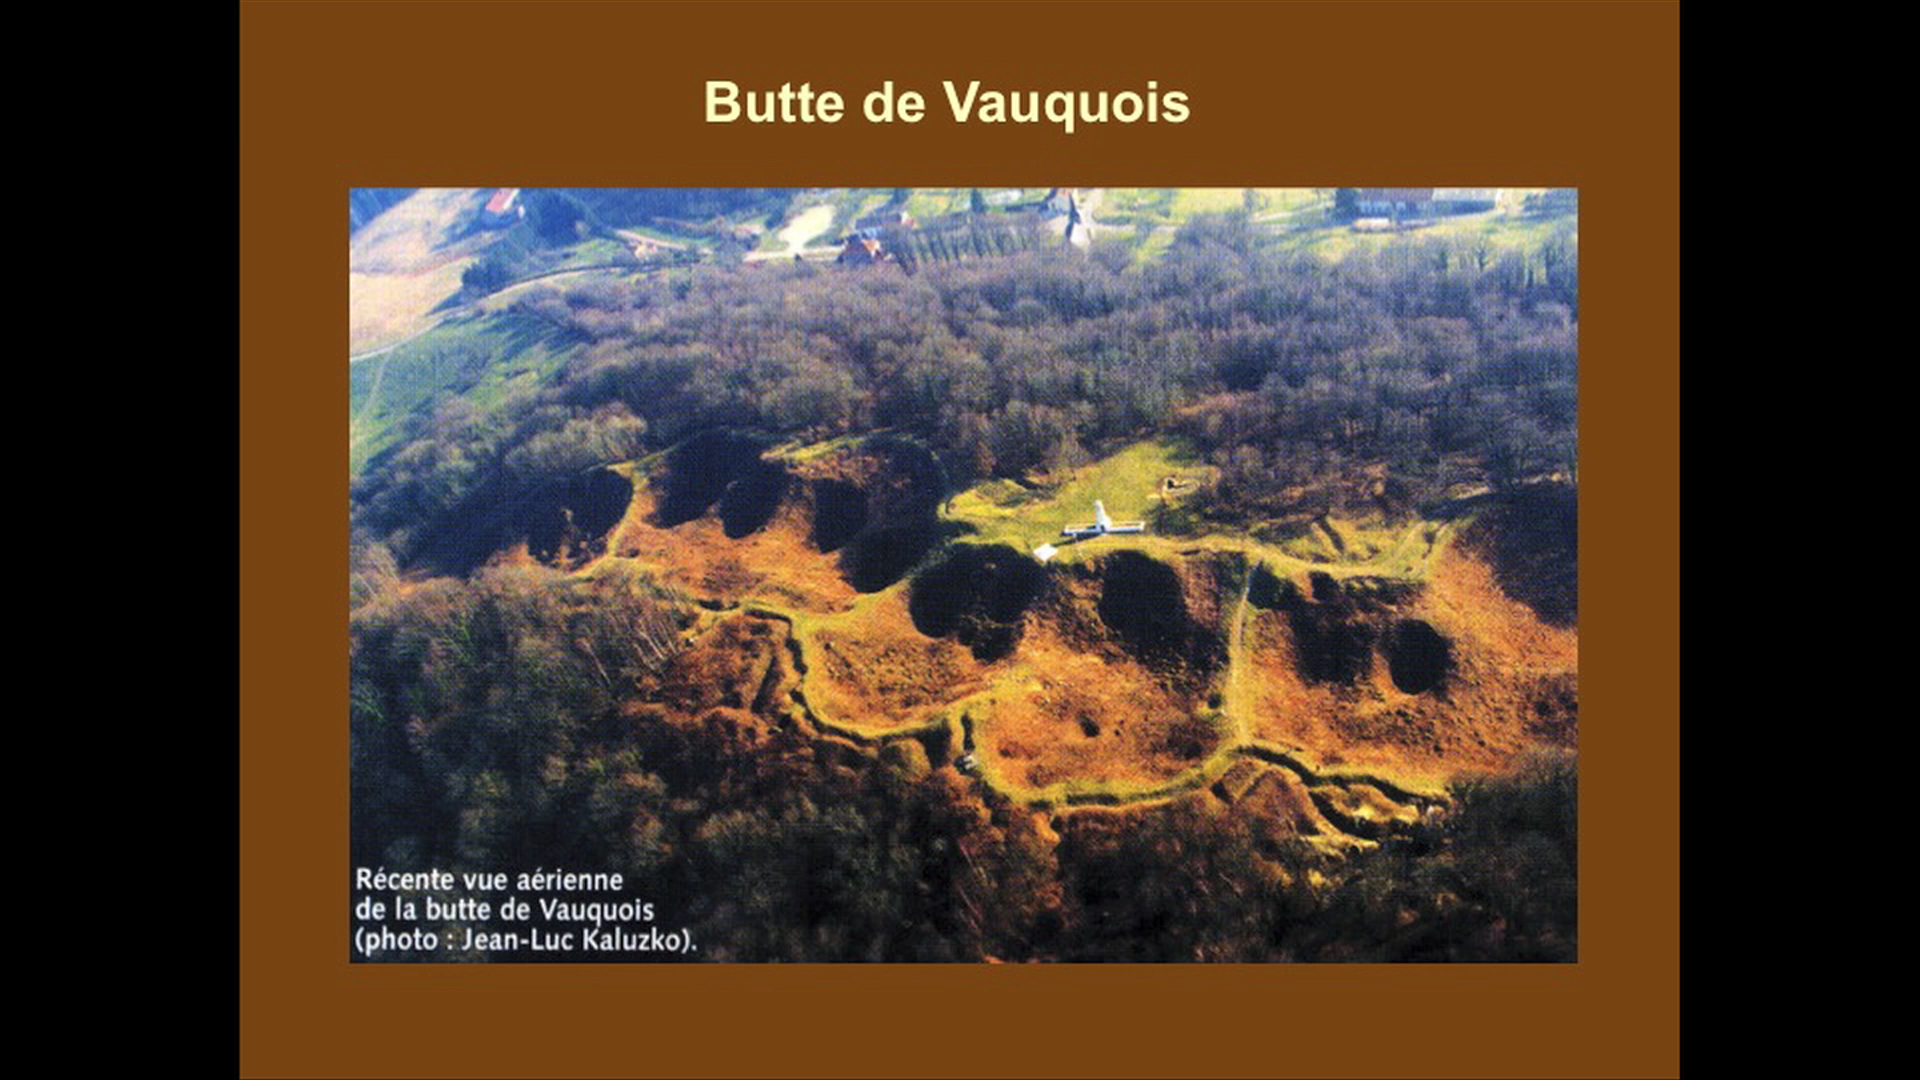 Butte de Vauquois
Récente vue aérienne
de la butte de Vauquois
(photo : Jean-Luc Kaluzko).